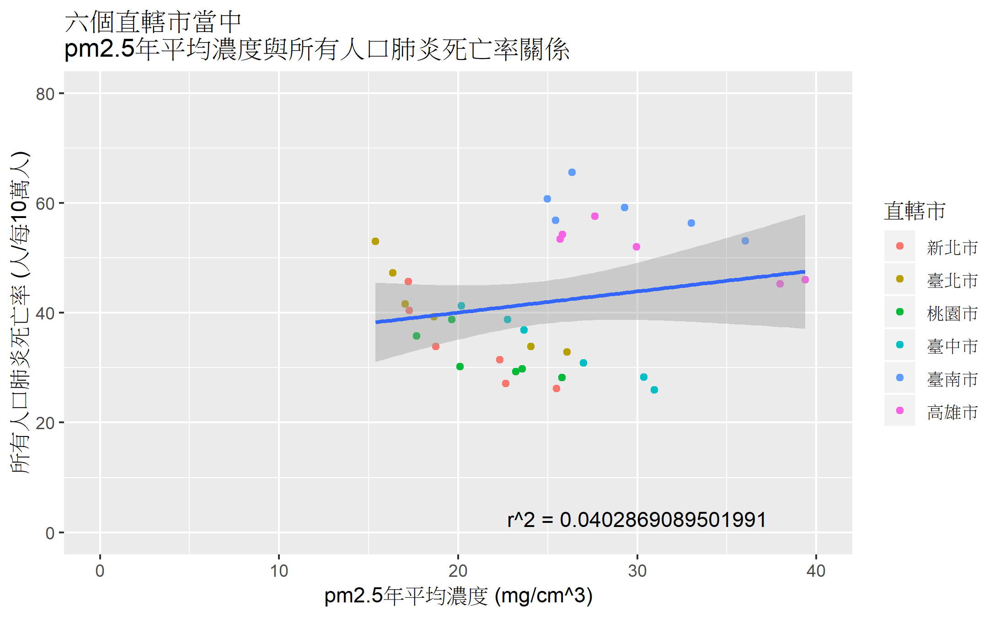 六個直轄市當中
pm2.5年平均濃度與所有人口肺炎死亡率關係
所有人口肺炎死亡率 (人/每10萬人)
80
60
40
20
0
r^2 = 0.0402869089501991
0
10
20
30
40
pm2.5年平均濃度 (mg/cm^3)
直轄市
新北市
臺北市
桃園市
臺中市
臺南市
高雄市